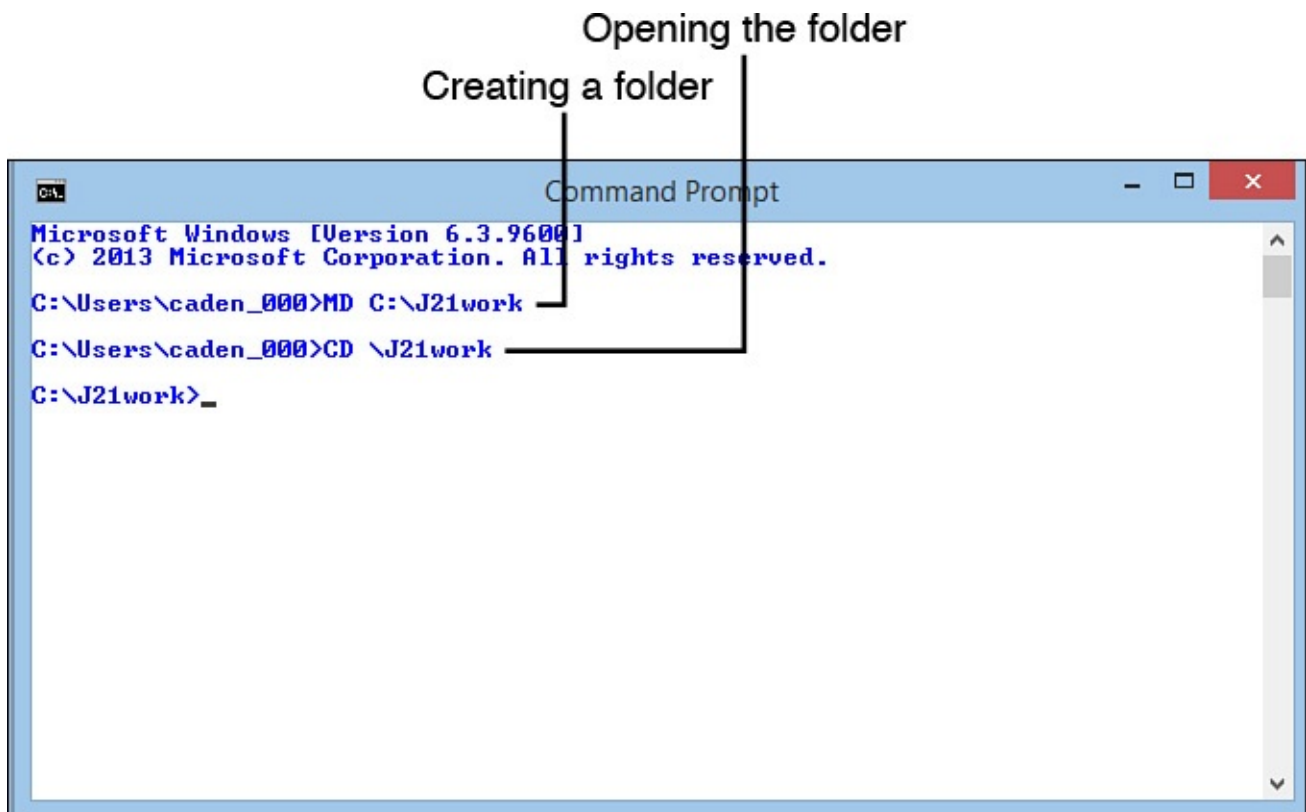 Opening the folder
Creating a folder
C:\.
Command Prompt
Microsoft Windows [Version 6.3.9600]
(c) 2013 Microsoft Corporation. All rights reserved.
C:\Users\caden_000>MD C:\J21work
C:\Users\caden_000>CD \J21work
C:\J21work>_